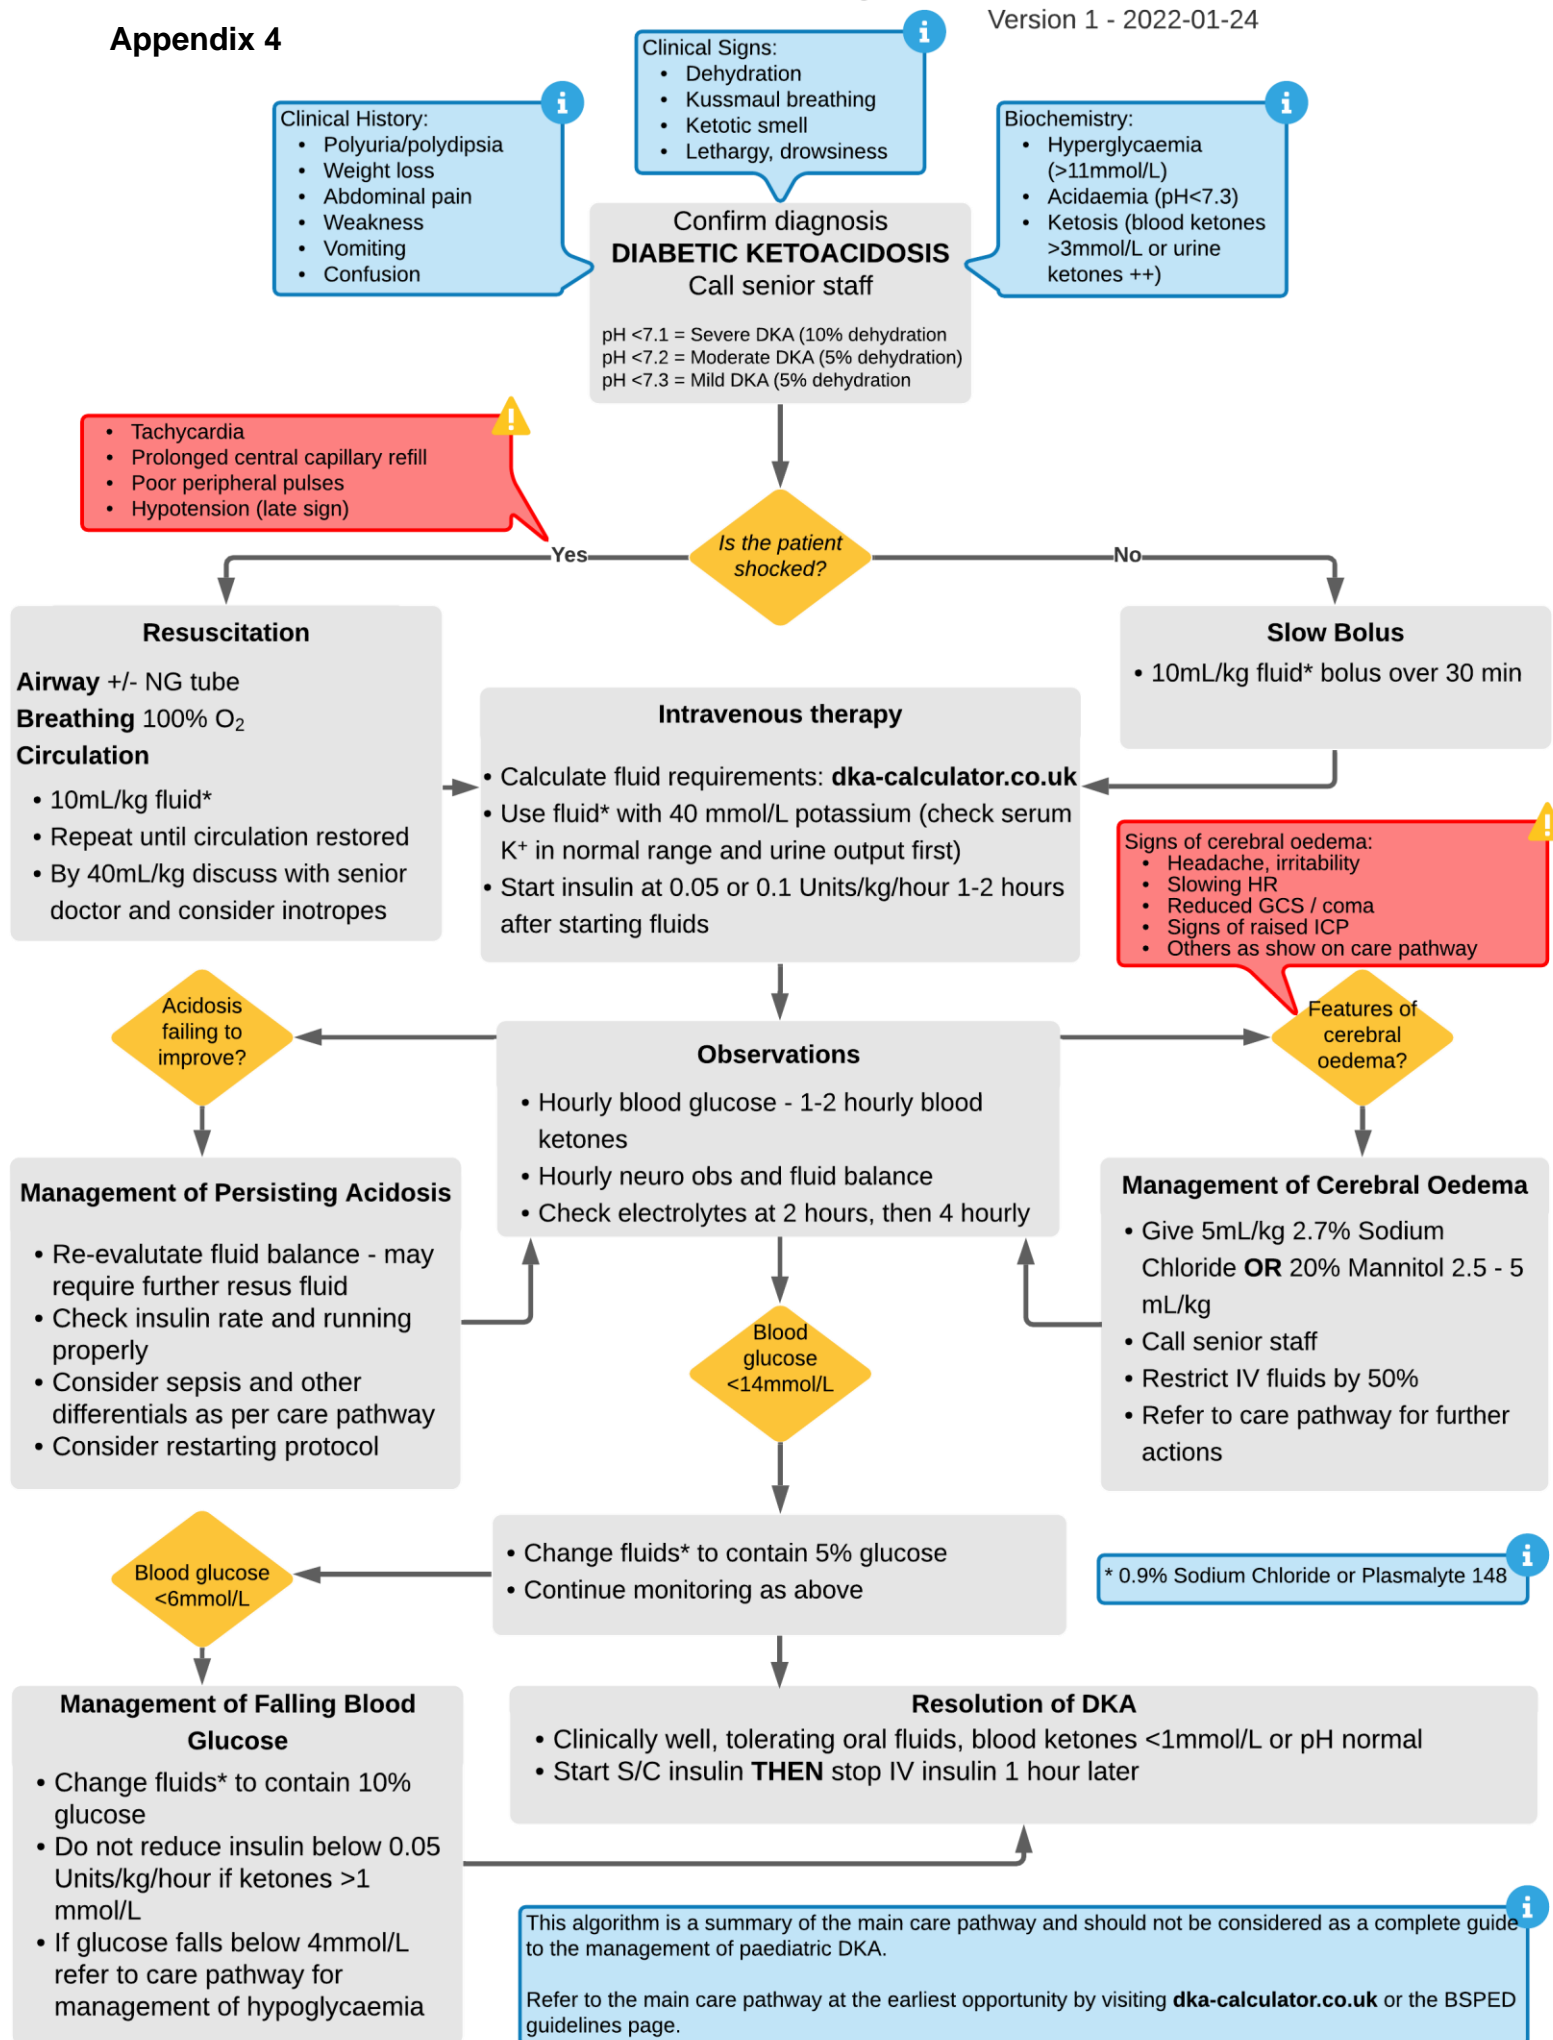 Appendix 4
Version 1 - 2022-01-24
Clinical Signs:
• Dehydration
• Kussmaul breathing
• Ketotic smell
• Lethargy, drowsiness
Clinical History:
• Polyuria/polydipsia
• Weight loss
• Abdominal pain
• Weakness
• Vomiting
• Confusion
Biochemistry:
• Hyperglycaemia
(>11mmol/L)
• Acidaemia (pH<7.3)
• Ketosis (blood ketones
>3mmol/L or urine
ketones ++)
Confirm diagnosis
DIABETIC KETOACIDOSIS
Call senior staff
pH <7.1 = Severe DKA (10% dehydration
pH <7.2 = Moderate DKA (5% dehydration)
pH <7.3 = Mild DKA (5% dehydration
• Tachycardia
• Prolonged central capillary refill
• Poor peripheral pulses
• Hypotension (late sign)
Is the patient
shocked?
Yes
No
Resuscitation
Airway +/- NG tube
Breathing 100% O₂
Circulation
• 10mL/kg fluid*
• Repeat until circulation restored
• By 40mL/kg discuss with senior
doctor and consider inotropes
Slow Bolus
• 10mL/kg fluid* bolus over 30 min
Intravenous therapy
• Calculate fluid requirements: dka-calculator.co.uk
• Use fluid* with 40 mmol/L potassium (check serum
K⁺ in normal range and urine output first)
• Start insulin at 0.05 or 0.1 Units/kg/hour 1-2 hours
after starting fluids
Signs of cerebral oedema:
• Headache, irritability
• Slowing HR
• Reduced GCS / coma
• Signs of raised ICP
• Others as show on care pathway
Acidosis
failing to
improve?
Observations
• Hourly blood glucose - 1-2 hourly blood
ketones
• Hourly neuro obs and fluid balance
• Check electrolytes at 2 hours, then 4 hourly
Features of
cerebral
oedema?
Management of Persisting Acidosis
• Re-evalutate fluid balance - may
require further resus fluid
• Check insulin rate and running
properly
• Consider sepsis and other
differentials as per care pathway
• Consider restarting protocol
Management of Cerebral Oedema
• Give 5mL/kg 2.7% Sodium
Chloride OR 20% Mannitol 2.5 - 5
mL/kg
• Call senior staff
• Restrict IV fluids by 50%
• Refer to care pathway for further
actions
Blood
glucose
<14mmol/L
• Change fluids* to contain 5% glucose
• Continue monitoring as above
Blood glucose
<6mmol/L
* 0.9% Sodium Chloride or Plasmalyte 148
Management of Falling Blood
Glucose
• Change fluids* to contain 10%
glucose
• Do not reduce insulin below 0.05
Units/kg/hour if ketones >1
mmol/L
• If glucose falls below 4mmol/L
refer to care pathway for
management of hypoglycaemia
Resolution of DKA
• Clinically well, tolerating oral fluids, blood ketones <1mmol/L or pH normal
• Start S/C insulin THEN stop IV insulin 1 hour later
This algorithm is a summary of the main care pathway and should not be considered as a complete guide
to the management of paediatric DKA.
Refer to the main care pathway at the earliest opportunity by visiting dka-calculator.co.uk or the BSPED
guidelines page.